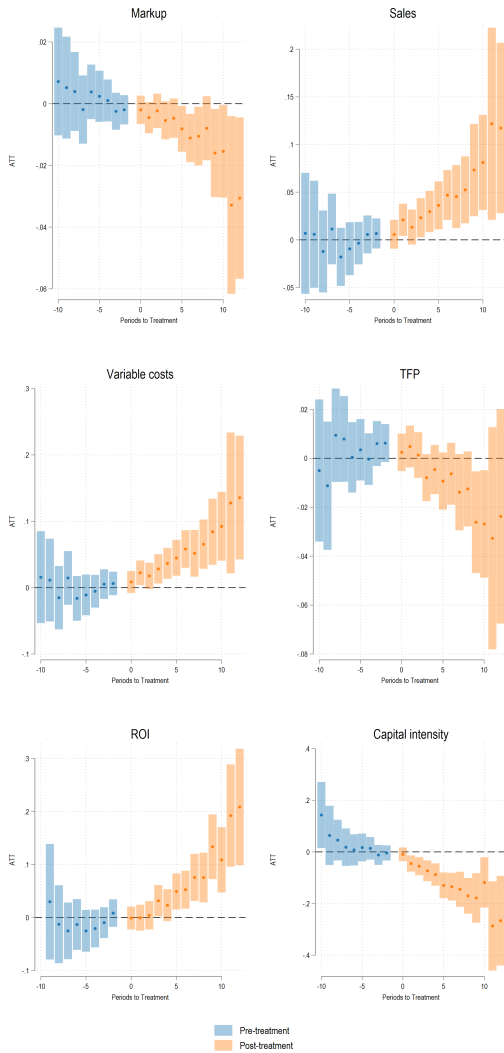 Markup
.02
0
-.02
-.04
-.06
ATT
-10 -5 0 5 10
Periods to Treatment
Sales
.2
.15
.1
.05
0
-.05
ATT
-10 -5 0 5 10
Periods to Treatment
Variable costs
.3
.2
.1
0
-.1
ATT
-10 -5 0 5 10
Periods to Treatment
TFP
.02
0
-.02
-.04
-.06
-.08
ATT
-10 -5 0 5 10
Periods to Treatment
ROI
.3
.2
.1
0
-.1
ATT
-10 -5 0 5 10
Periods to Treatment
Capital intensity
.4
.2
0
-.2
-.4
ATT
-10 -5 0 5 10
Periods to Treatment
Pre-treatment
Post-treatment